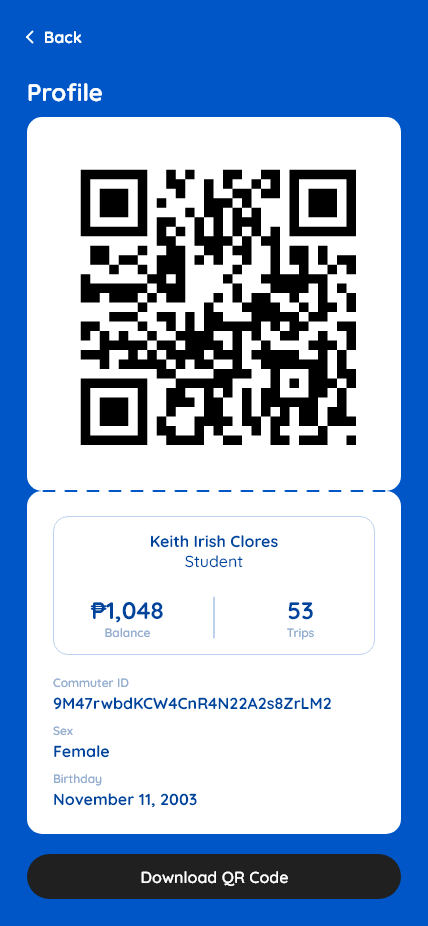 Back
Profile
Keith Irish Clores
Student
₱1,048
53
Balance
Trips
Commuter ID
9M47rwbdKCW4CnR4N22A2s8ZrLM2
Sex
Female
Birthday
November 11, 2003
Download QR Code